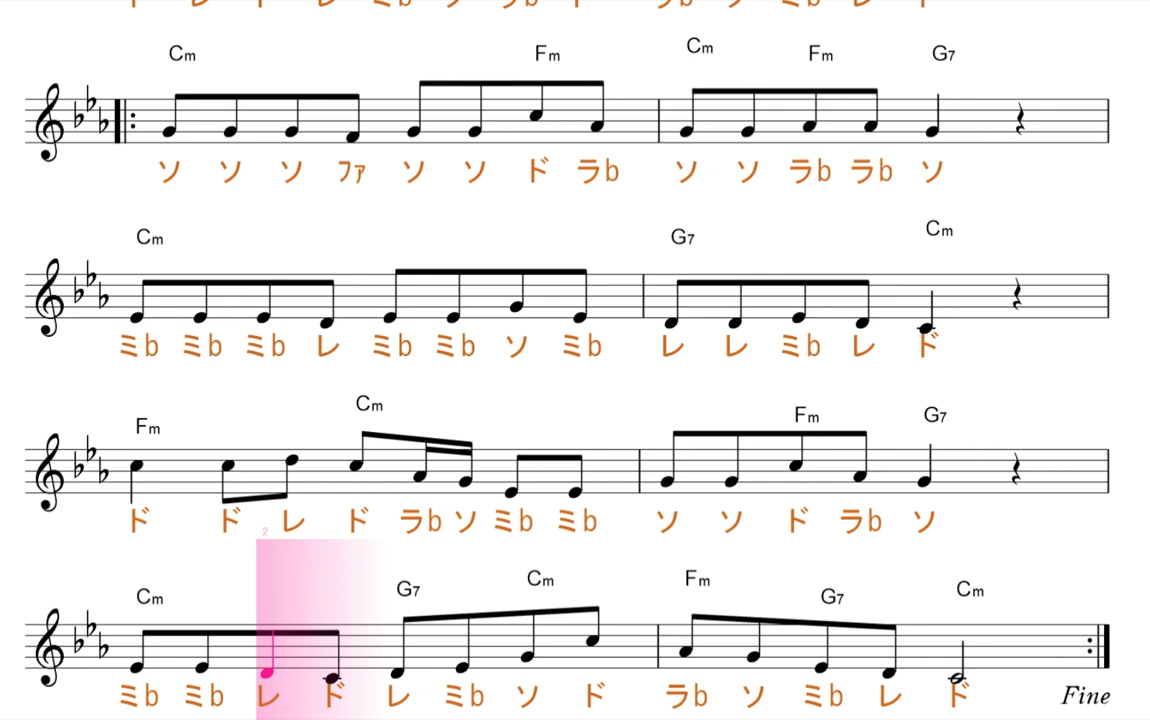 Cm Fm Cm Fm G7
ソ ソ ソ ファ ソ ソ ド ラb ソ ソ ラb ラb ソ
Cm G7 Cm
ミb ミb ミb レ ミb ミb ソ ミb レ レ ミb レ ド
Fm Cm Fm G7
ド ド レ ド ラb ソ ミb ミb ソ ソ ド ラb ソ
2
Cm G7 Cm Fm G7 Cm
ミb ミb レ ド レ ミb ソ ド ラb ソ ミb レ ド Fine